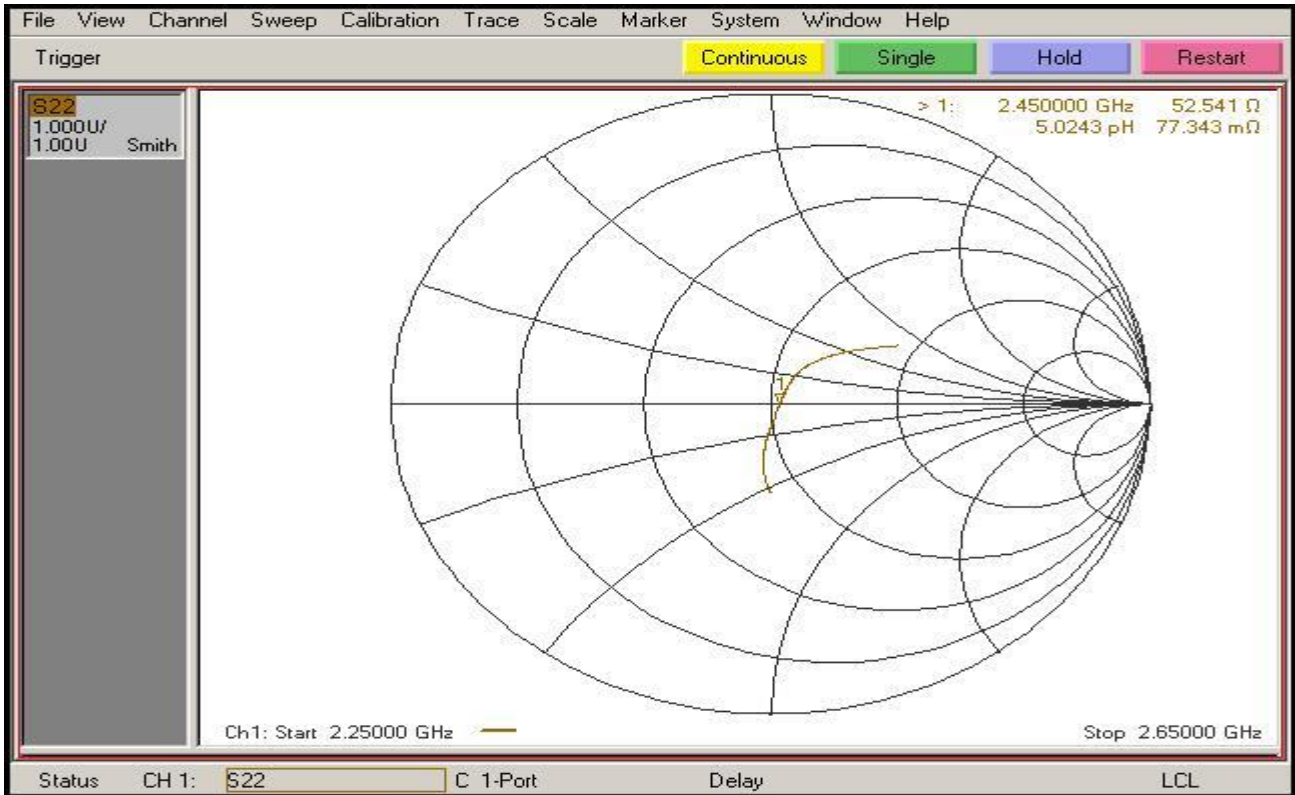 File View Channel Sweep Calibration Trace Scale Marker System Window Help
Trigger Continuous Single Hold Restart
S22
1.000U/
1.00U Smith
> 1: 2.450000 GHz 52.541 Ω
5.0243 pH 77.343 mΩ
1
Ch1: Start 2.25000 GHz Stop 2.65000 GHz
Status CH 1: S22 C 1-Port Delay LCL